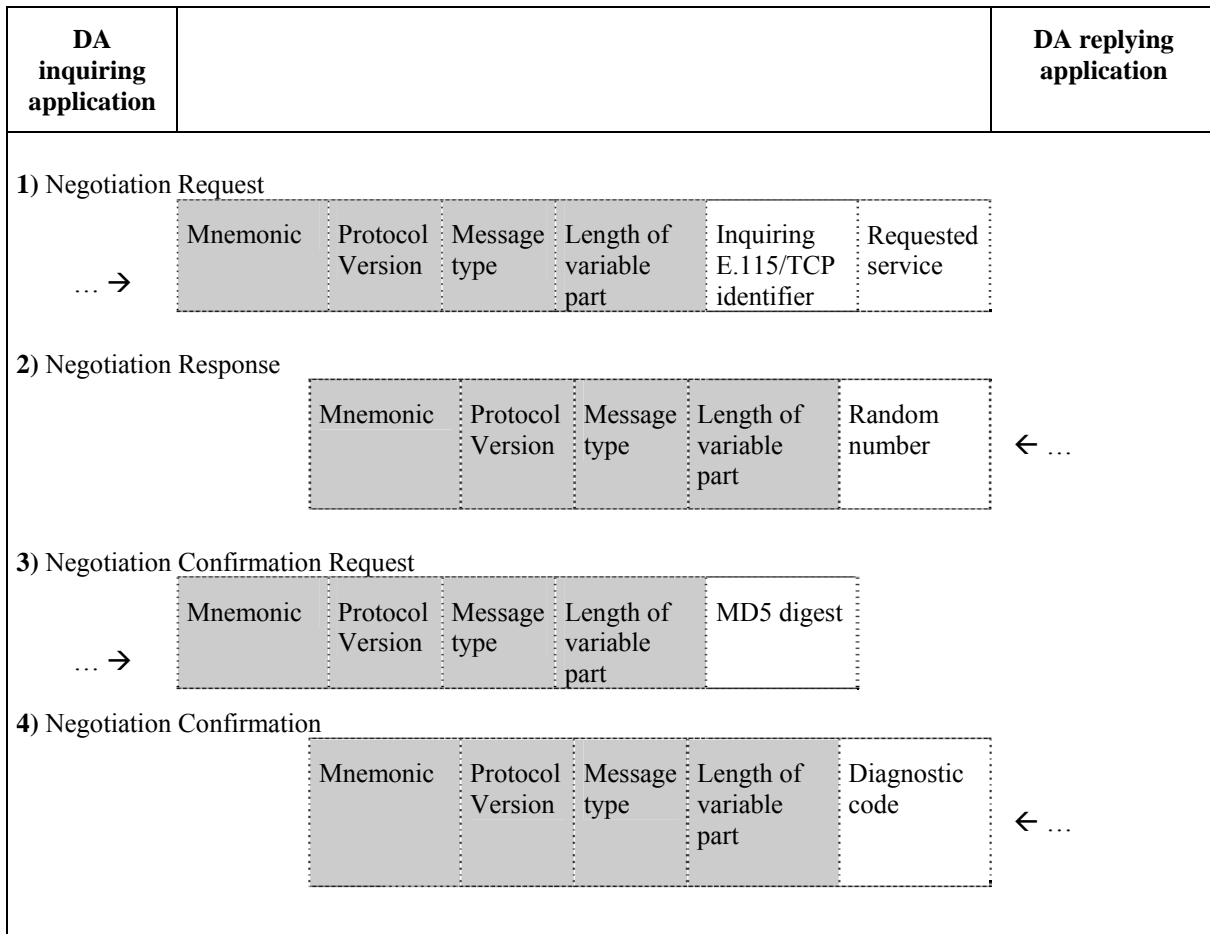 DA
inquiring
application
DA replying
application
1) Negotiation Request
Mnemonic
Protocol
Version
Message
type
Length of
variable
part
Inquiring
E.115/TCP
identifier
Requested
service
… →
2) Negotiation Response
Mnemonic
Protocol
Version
Message
type
Length of
variable
part
Random
number
← …
3) Negotiation Confirmation Request
Mnemonic
Protocol
Version
Message
type
Length of
variable
part
MD5 digest
… →
4) Negotiation Confirmation
Mnemonic
Protocol
Version
Message
type
Length of
variable
part
Diagnostic
code
← …